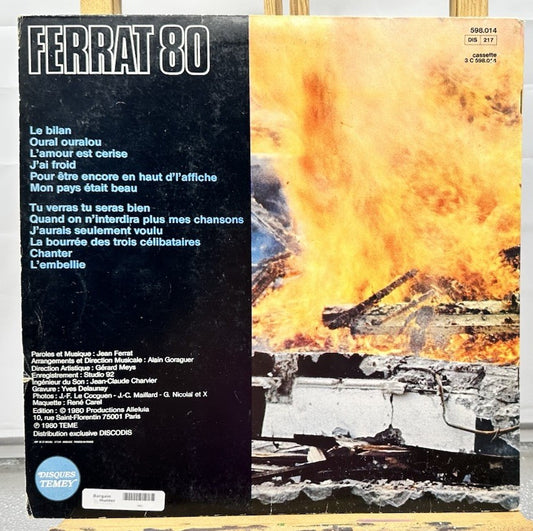 FERRAT 80
598.014
DIS 217
cassette
3 C 598.014
Le bilan
Oural ouralou
L'amour est cerise
J'ai froid
Pour être encore en haut d'l'affiche
Mon pays était beau
Tu verras tu seras bien
Quand on n'interdira plus mes chansons
J'aurais seulement voulu
La bourrée des trois célibataires
Chanter
L'embellie
Paroles et Musique : Jean Ferrat
Arrangements et Direction Musicale : Alain Goraguer
Direction Artistique : Gérard Meys
Enregistrement : Studio 92
Ingénieur du Son : Jean-Claude Charvier
Gravure : Yves Delaunay
Photos : J.-F. Le Cocguen - J.-C. Maillard - G. Nicolaï et X
Maquette : René Carel
Edition : © 1980 Productions Alleluia
10, rue Saint-Florentin 75001 Paris
℗ 1980 TEME
Distribution exclusive DISCODIS
DISQUES
TEMEY
Bargain
Hunter